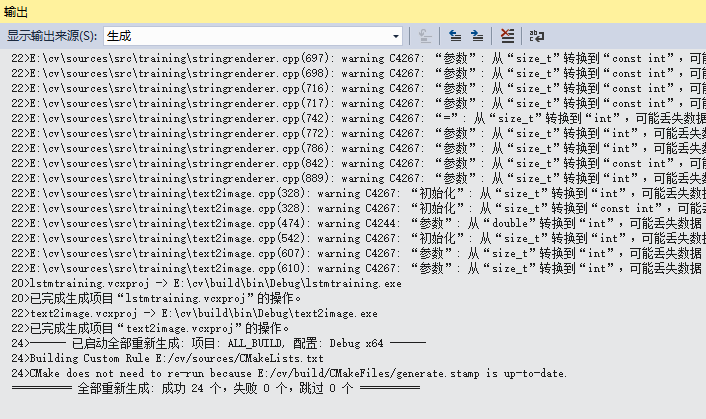 输出
显示输出来源(S): 生成
22>E:\cv\sources\src\training\stringrenderer.cpp(697): warning C4267: “参数”: 从“size_t”转换到“const int”，可能
22>E:\cv\sources\src\training\stringrenderer.cpp(698): warning C4267: “参数”: 从“size_t”转换到“const int”，可能
22>E:\cv\sources\src\training\stringrenderer.cpp(716): warning C4267: “参数”: 从“size_t”转换到“const int”，可能
22>E:\cv\sources\src\training\stringrenderer.cpp(717): warning C4267: “参数”: 从“size_t”转换到“const int”，可能
22>E:\cv\sources\src\training\stringrenderer.cpp(742): warning C4267: “=”: 从“size_t”转换到“int”，可能丢失数据
22>E:\cv\sources\src\training\stringrenderer.cpp(772): warning C4267: “参数”: 从“size_t”转换到“int”，可能丢失数
22>E:\cv\sources\src\training\stringrenderer.cpp(786): warning C4267: “参数”: 从“size_t”转换到“int”，可能丢失数
22>E:\cv\sources\src\training\stringrenderer.cpp(842): warning C4267: “参数”: 从“size_t”转换到“const int”，可能
22>E:\cv\sources\src\training\stringrenderer.cpp(889): warning C4267: “参数”: 从“size_t”转换到“int”，可能丢失数
22>E:\cv\sources\src\training\text2image.cpp(328): warning C4267: “初始化”: 从“size_t”转换到“int”，可能丢失数据
22>E:\cv\sources\src\training\text2image.cpp(328): warning C4267: “初始化”: 从“size_t”转换到“const int”，可能丢
22>E:\cv\sources\src\training\text2image.cpp(474): warning C4244: “参数”: 从“double”转换到“int”，可能丢失数据
22>E:\cv\sources\src\training\text2image.cpp(542): warning C4267: “初始化”: 从“size_t”转换到“int”，可能丢失数据
22>E:\cv\sources\src\training\text2image.cpp(607): warning C4267: “参数”: 从“size_t”转换到“int”，可能丢失数据
22>E:\cv\sources\src\training\text2image.cpp(610): warning C4267: “参数”: 从“size_t”转换到“int”，可能丢失数据
20>lstmtraining.vcxproj -> E:\cv\build\bin\Debug\lstmtraining.exe
20>已完成生成项目“lstmtraining.vcxproj”的操作。
22>text2image.vcxproj -> E:\cv\build\bin\Debug\text2image.exe
22>已完成生成项目“text2image.vcxproj”的操作。
24>------ 已启动全部重新生成: 项目: ALL_BUILD, 配置: Debug x64 ------
24>Building Custom Rule E:/cv/sources/CMakeLists.txt
24>CMake does not need to re-run because E:/cv/build/CMakeFiles/generate.stamp is up-to-date.
========== 全部重新生成: 成功 24 个，失败 0 个，跳过 0 个 ==========